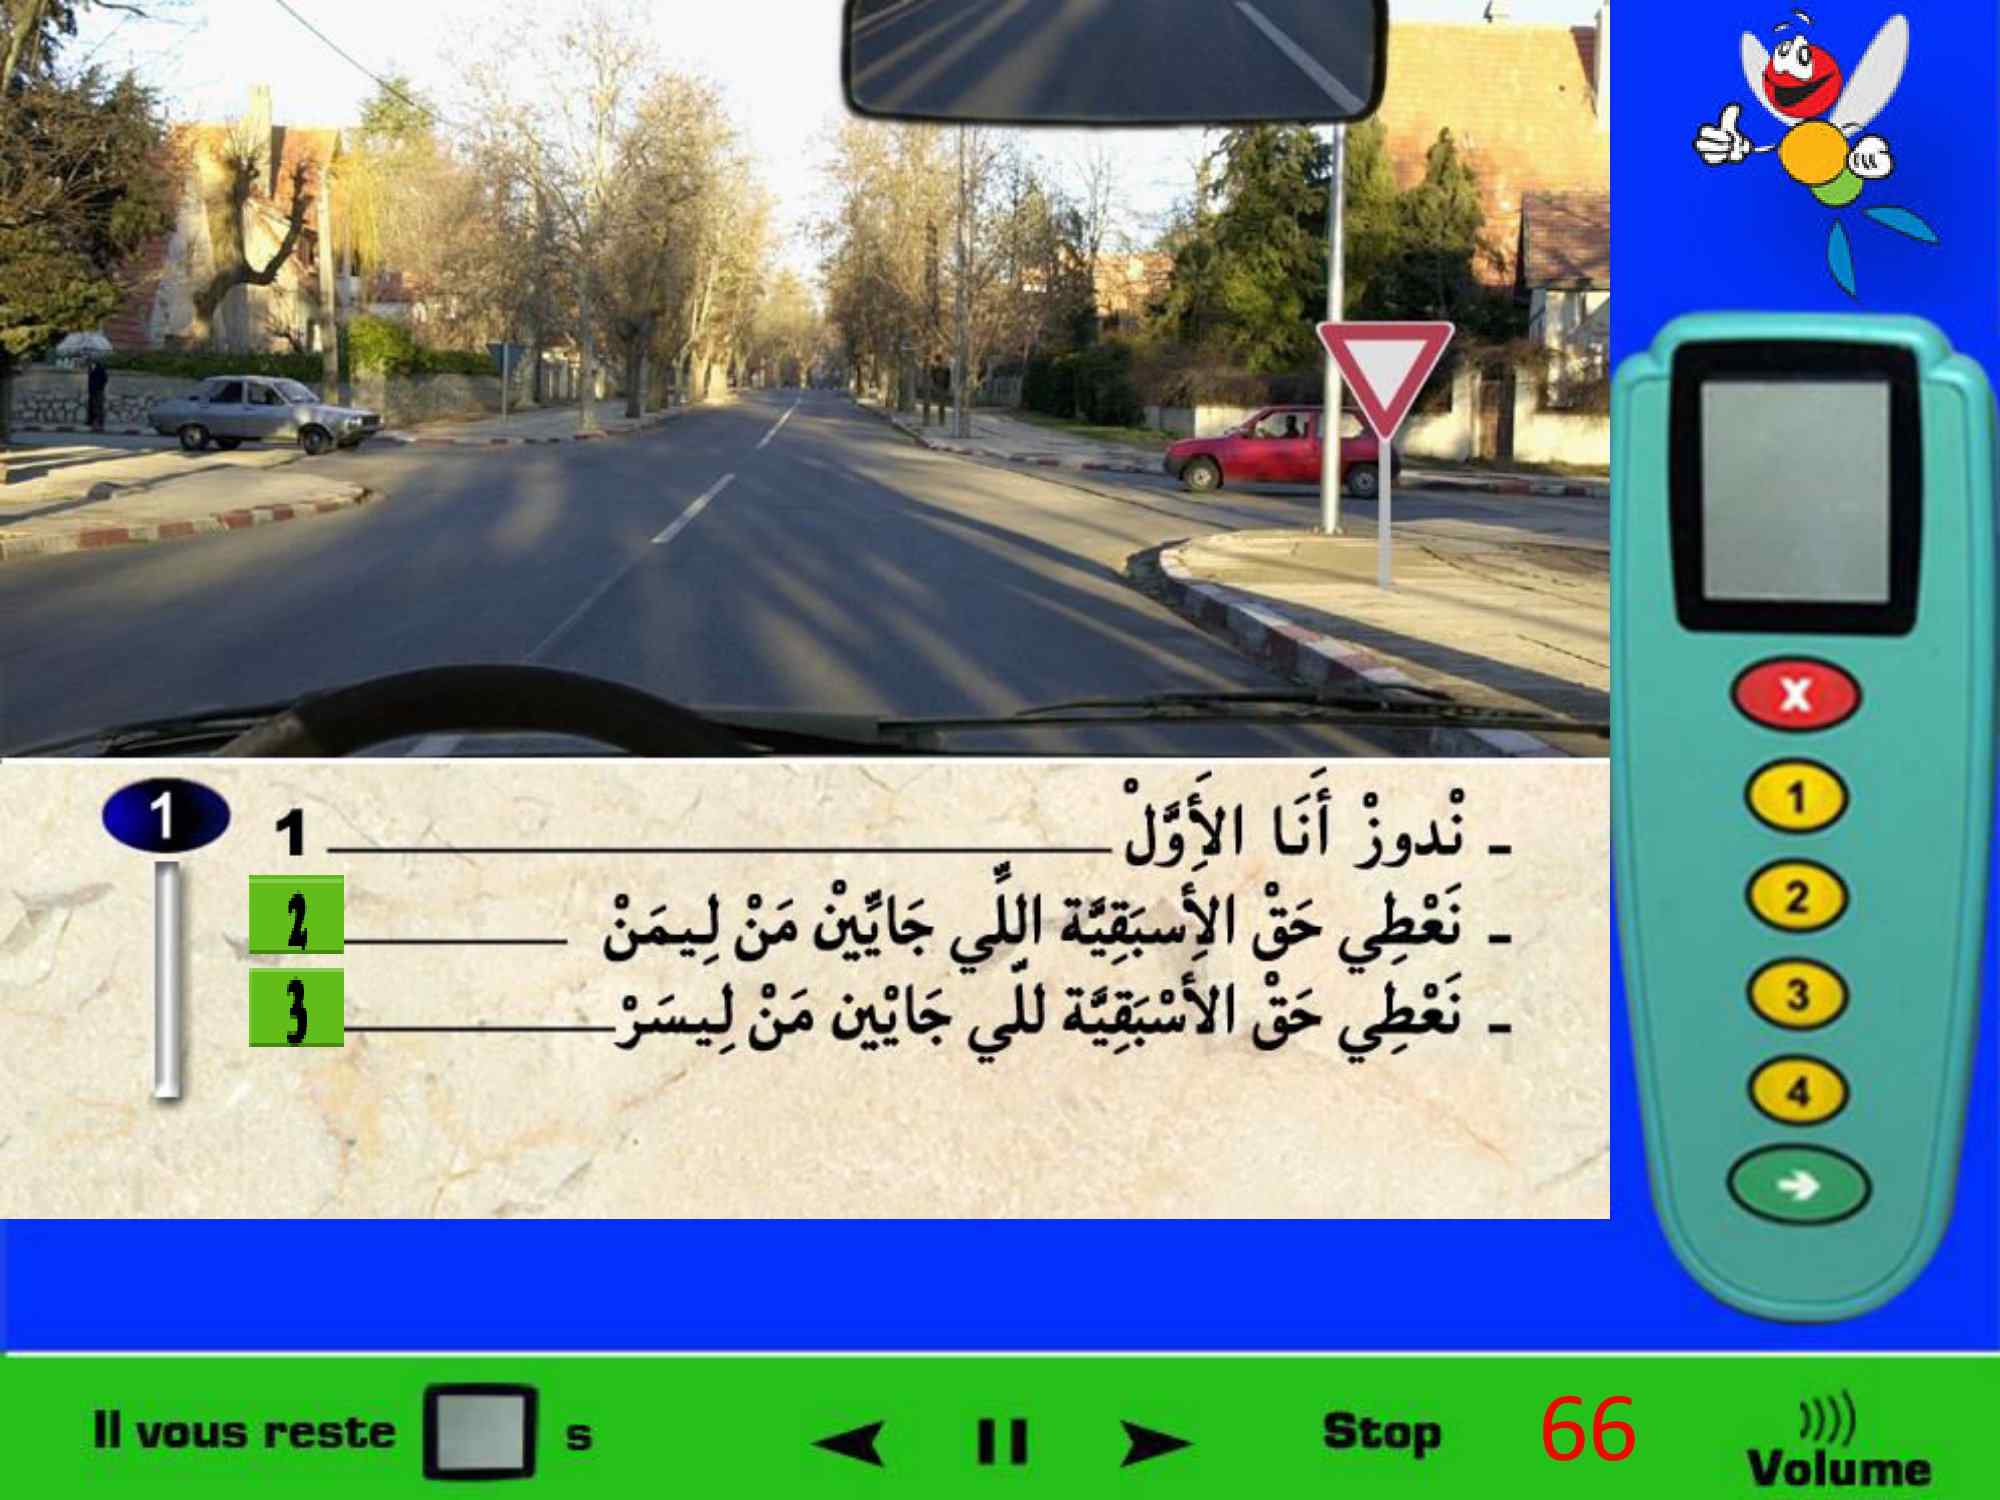 1
1 ـ نْدوزْ أَنَا الأَوَّلْ
2 ـ نَعْطِي حَقْ الأِسبَقِيَّة اللِّي جَايِّينْ مَنْ لِيمَنْ
3 ـ نَعْطِي حَقْ الأَسْبَقِيَّة للّي جَايْين مَنْ لِيسَرْ
X
1
2
3
4
Il vous reste s Stop 66 Volume